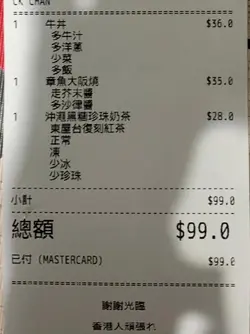 CK CHAN
1 牛丼 $36.0
多牛汁
多洋蔥
少菜
多飯
1 章魚大阪燒 $35.0
走芥末醬
多沙律醬
1 沖繩黑糖珍珠奶茶 $28.0
東屋台復刻紅茶
正常
凍
少冰
少珍珠
小計 $99.0
總額 $99.0
已付 (MASTERCARD) $99.0
謝謝光臨
香港人頑張れ